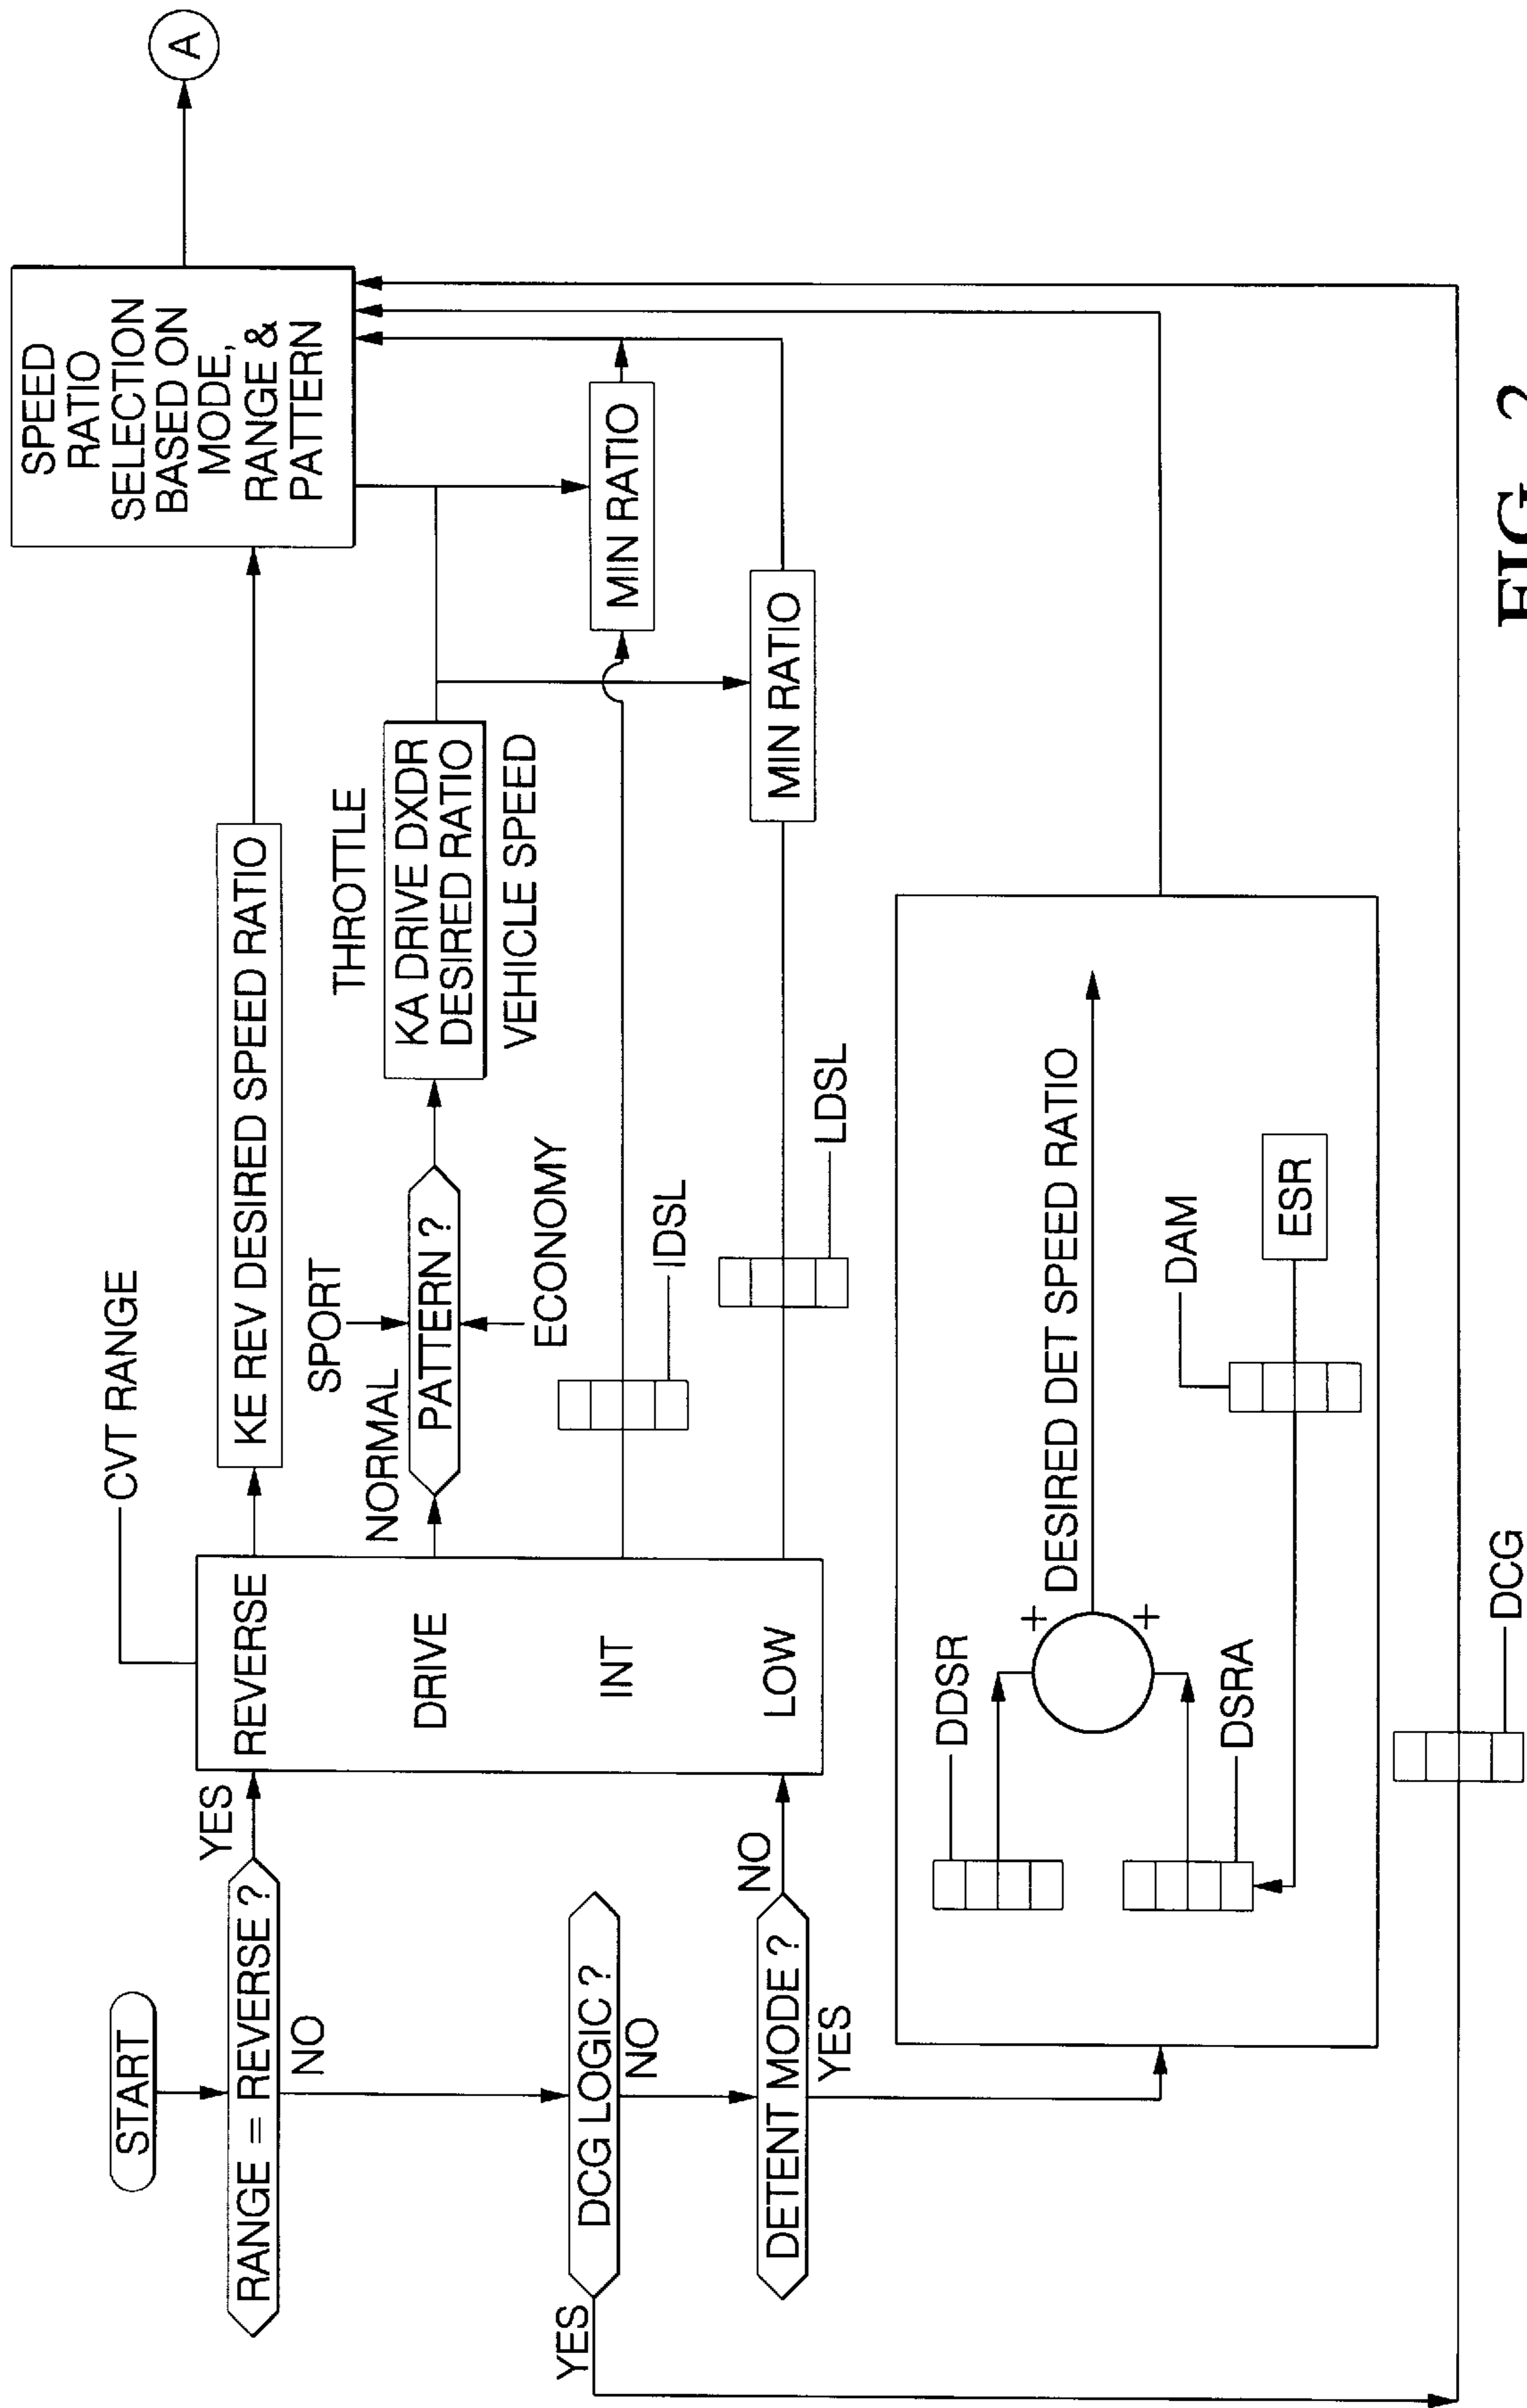 START
RANGE = REVERSE ?
YES
NO
DCG LOGIC ?
YES
NO
DETENT MODE ?
NO
YES
CVT RANGE
REVERSE
DRIVE
INT
LOW
KE REV DESIRED SPEED RATIO
SPORT
NORMAL
PATTERN ?
ECONOMY
THROTTLE
KA DRIVE DXDR
DESIRED RATIO
VEHICLE SPEED
IDSL
LDSL
MIN RATIO
MIN RATIO
SPEED
RATIO
SELECTION
BASED ON
MODE,
RANGE &
PATTERN
A
DDSR
+
+
DESIRED DET SPEED RATIO
DSRA
DAM
ESR
DCG
FIG. 2